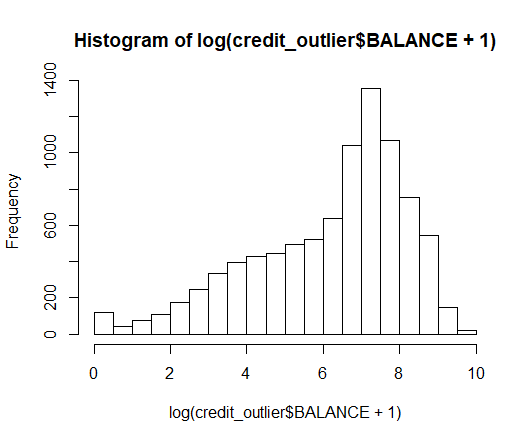 Histogram of log(credit_outlier$BALANCE + 1)
Frequency
1400
1000
600
200
0
0 2 4 6 8 10
log(credit_outlier$BALANCE + 1)